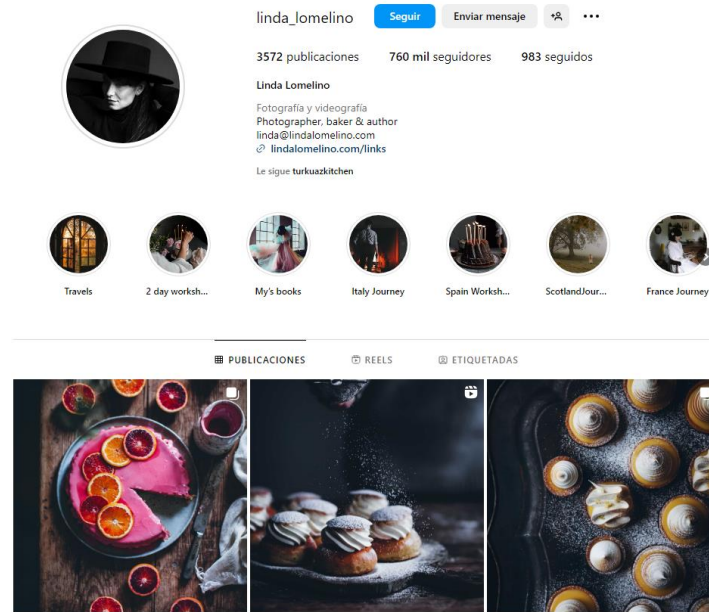 linda_lomelino Seguir Enviar mensaje
3572 publicaciones 760 mil seguidores 983 seguidos
Linda Lomelino
Fotografía y videografía
Photographer, baker & author
linda@lindalomelino.com
lindalomelino.com/links
Le sigue turkuazkitchen
Travels 2 day worksh... My's books Italy Journey Spain Worksh... ScotlandJour... France Journey
PUBLICACIONES REELS ETIQUETADAS